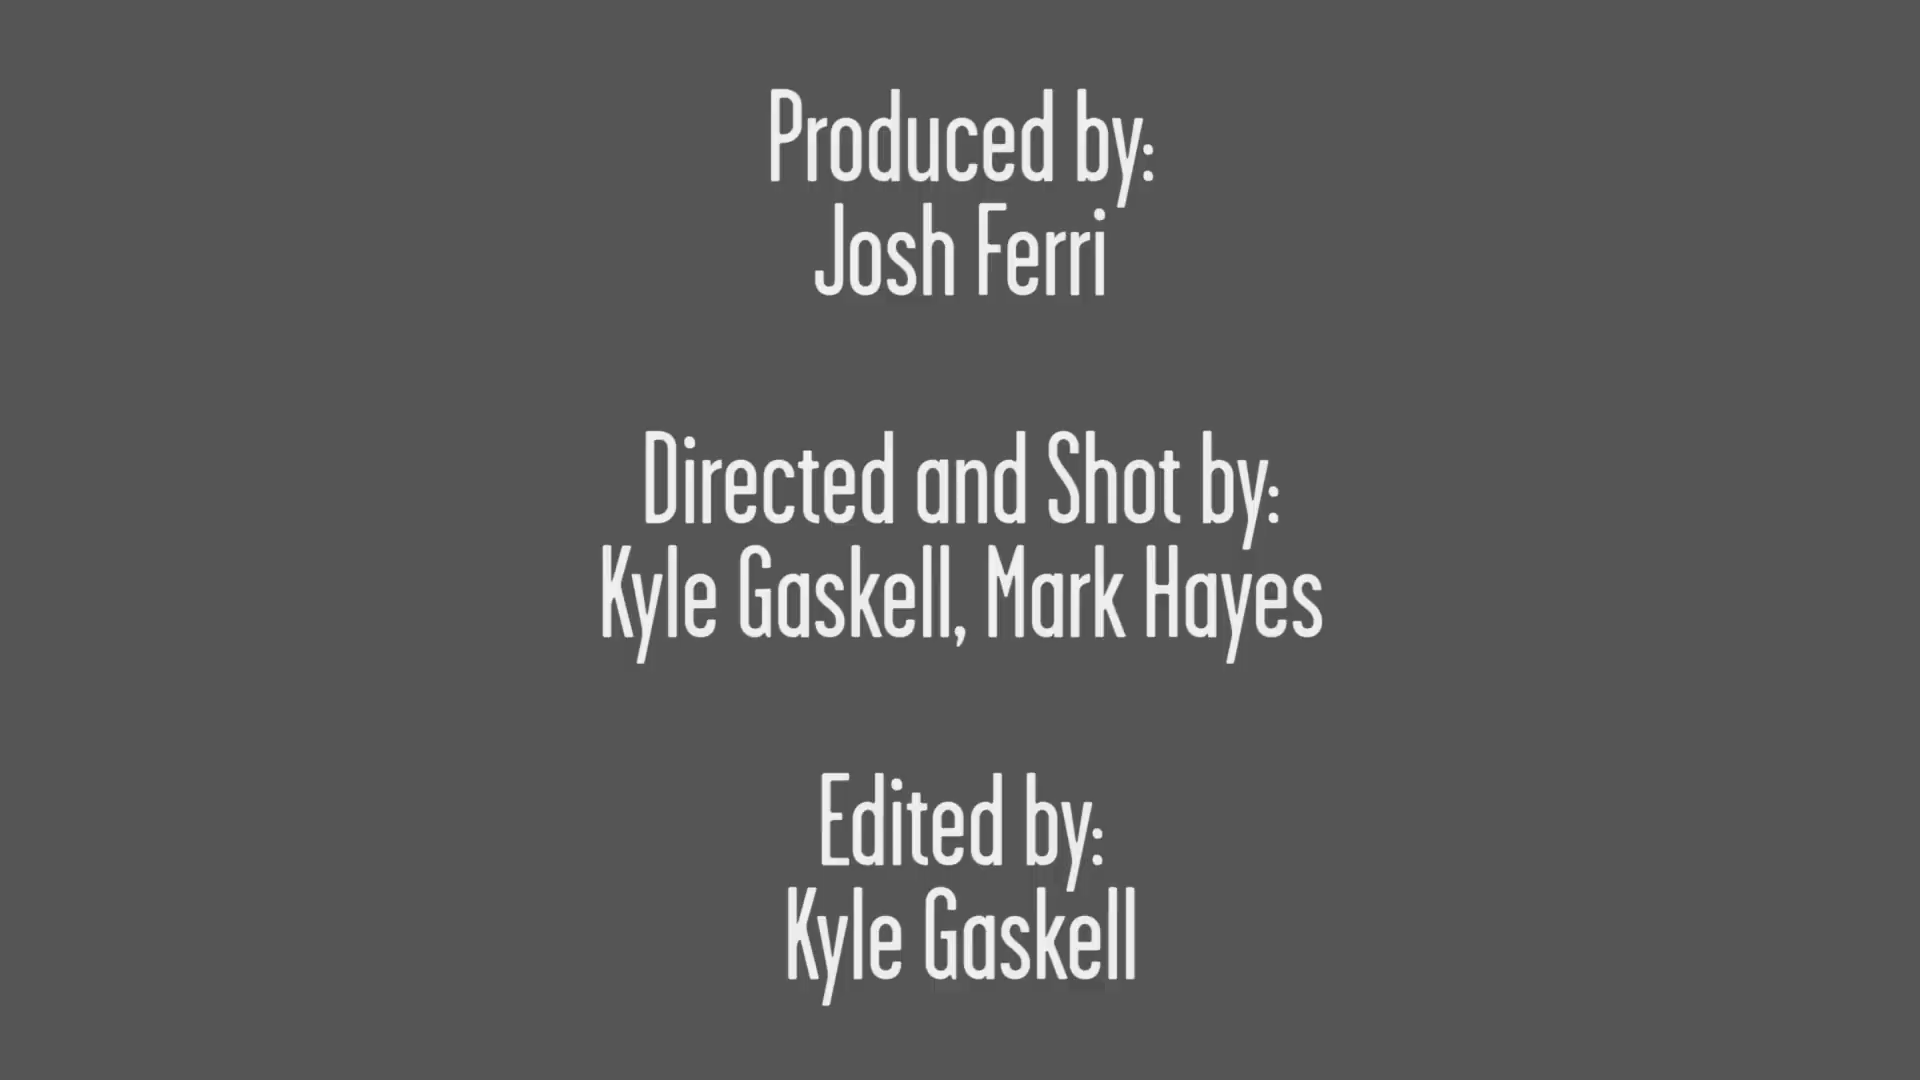 Produced by:
Josh Ferri
Directed and Shot by:
Kyle Gaskell, Mark Hayes
Edited by:
Kyle Gaskell